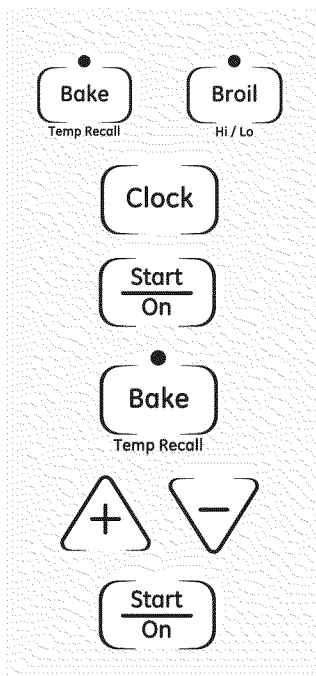 Bake Broil
Temp Recall Hi / Lo
Clock
Start
On
Bake
Temp Recall
+ −
Start
On